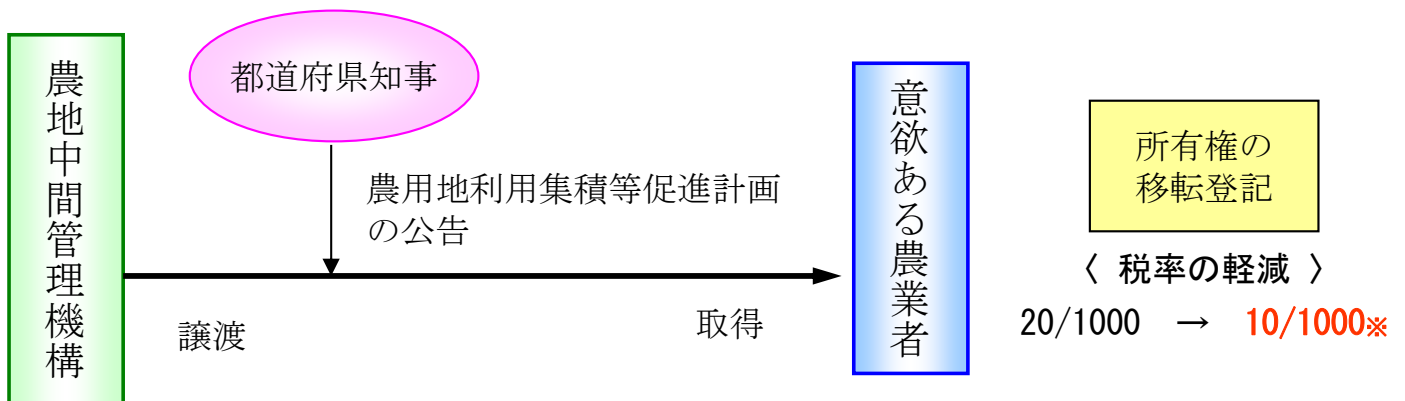 農地中間管理機構
都道府県知事
農用地利用集積等促進計画
の公告
譲渡
取得
意欲ある農業者
所有権の
移転登記
〈 税率の軽減 〉
20/1000 → 10/1000※